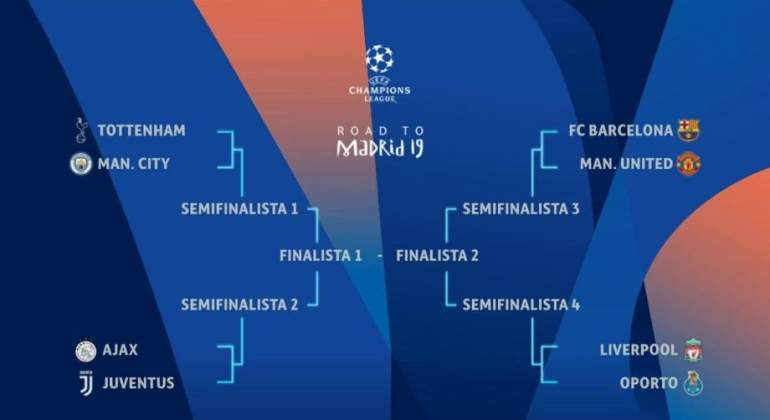 UEFA
CHAMPIONS
LEAGUE
ROAD TO
MadRid 19
TOTTENHAM
MAN. CITY
SEMIFINALISTA 1
FINALISTA 1 - FINALISTA 2
SEMIFINALISTA 2
AJAX
JUVENTUS
FC BARCELONA
MAN. UNITED
SEMIFINALISTA 3
SEMIFINALISTA 4
LIVERPOOL
OPORTO